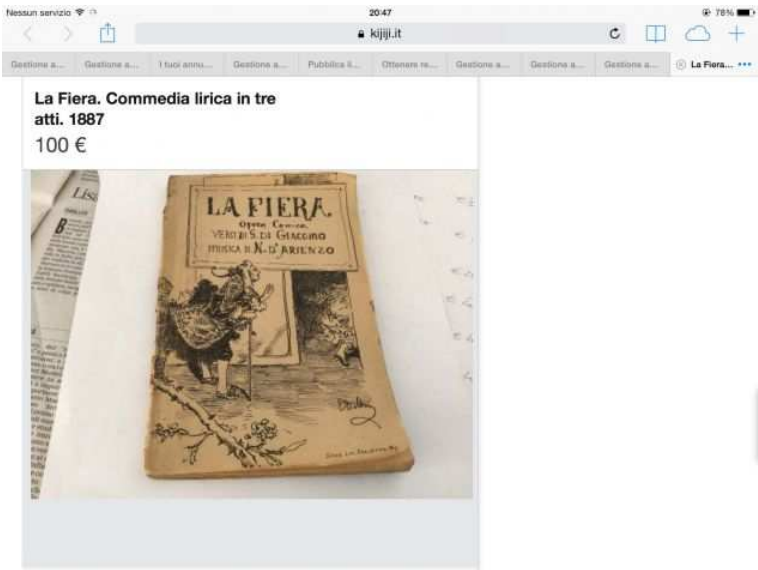 Nessun servizio
20:47
78%
kijiji.it
Gestione a... Gestione a... I tuoi annu... Gestione a... Pubblica il... Ottenere re... Gestione a... Gestione a... Gestione a... La Fiera...
La Fiera. Commedia lirica in tre
atti. 1887
100 €
Lisa
LA FIERA
Opera Comica
VERSI DI S. DI GIACOMO
MUSICA DI N. D'ARIENZO